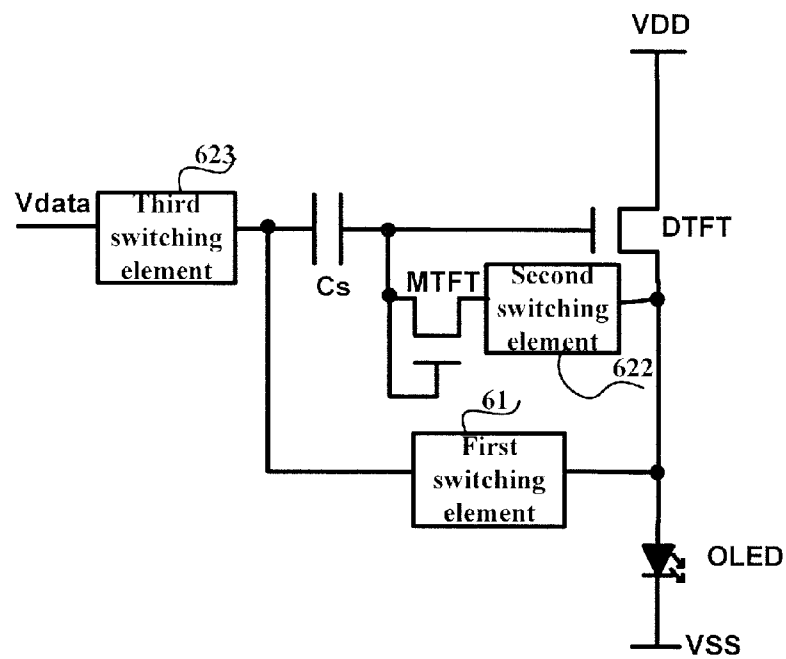 VDD
623
Vdata
Third
switching
element
DTFT
Cs
MTFT
Second
switching
element
622
61
First
switching
element
OLED
VSS